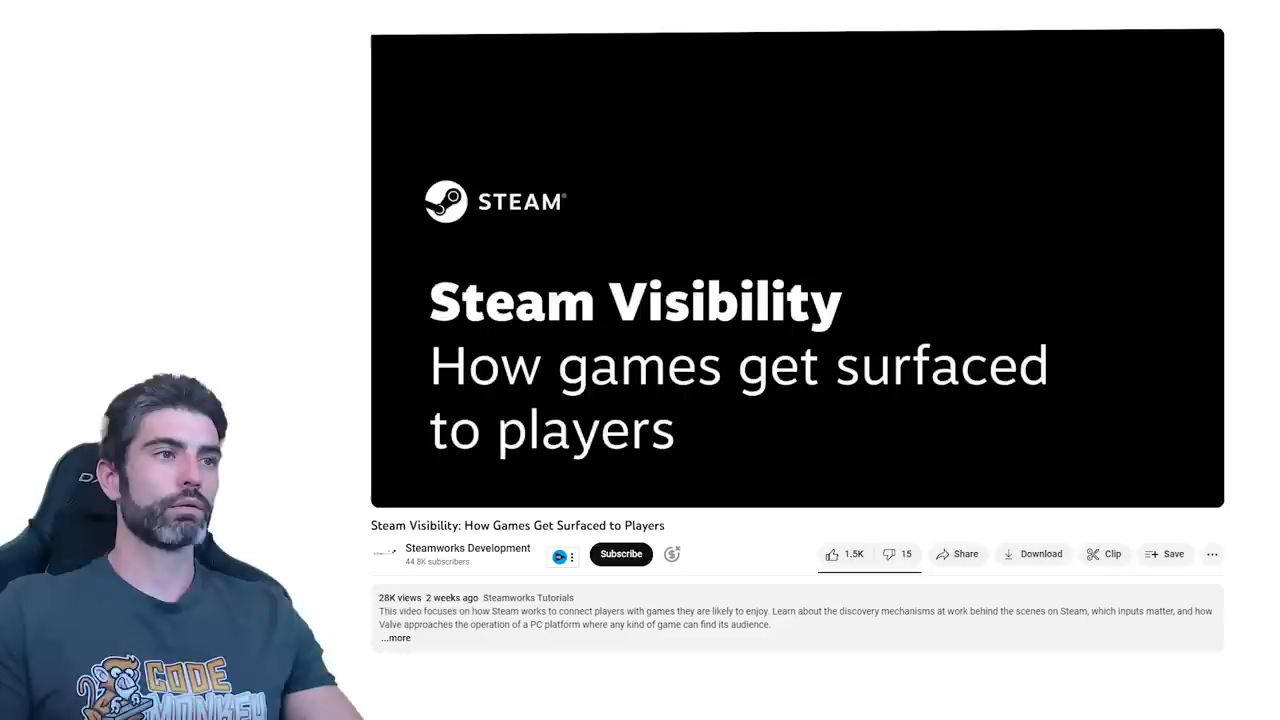 STEAM®
Steam Visibility
How games get surfaced
to players
Steam Visibility: How Games Get Surfaced to Players
Steamworks Development
44.8K subscribers
Subscribe
1.5K
15
Share
Download
Clip
Save
28K views 2 weeks ago Steamworks Tutorials
This video focuses on how Steam works to connect players with games they are likely to enjoy. Learn about the discovery mechanisms at work behind the scenes on Steam, which inputs matter, and how
Valve approaches the operation of a PC platform where any kind of game can find its audience.
...more
CODE
MONKEY